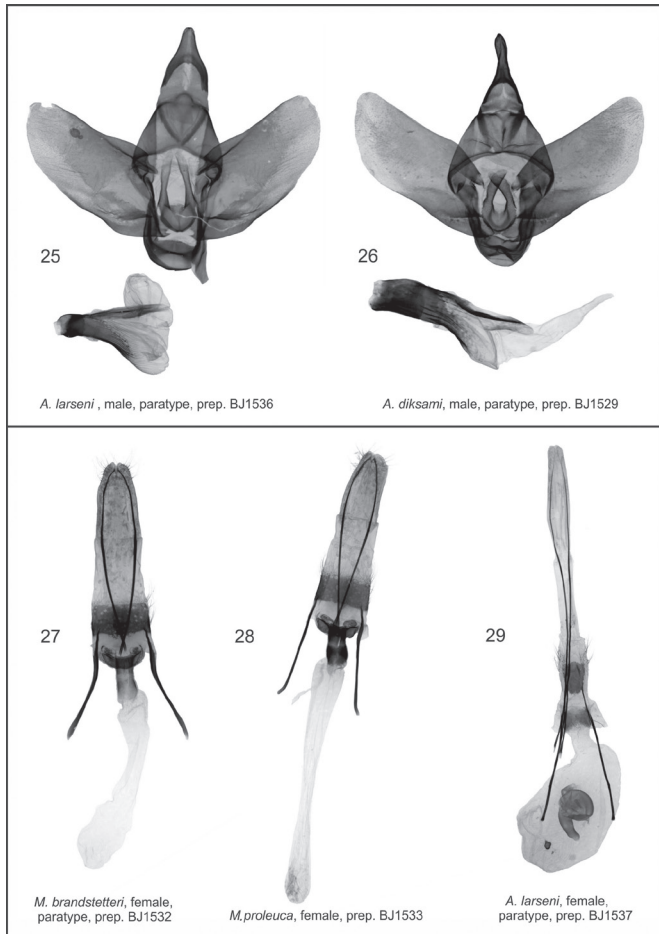 25
26
A. larseni , male, paratype, prep. BJ1536
A. diksami, male, paratype, prep. BJ1529
27
28
29
M. brandstetteri, female,
paratype, prep. BJ1532
M.proleuca, female, prep. BJ1533
A. larseni, female,
paratype, prep. BJ1537